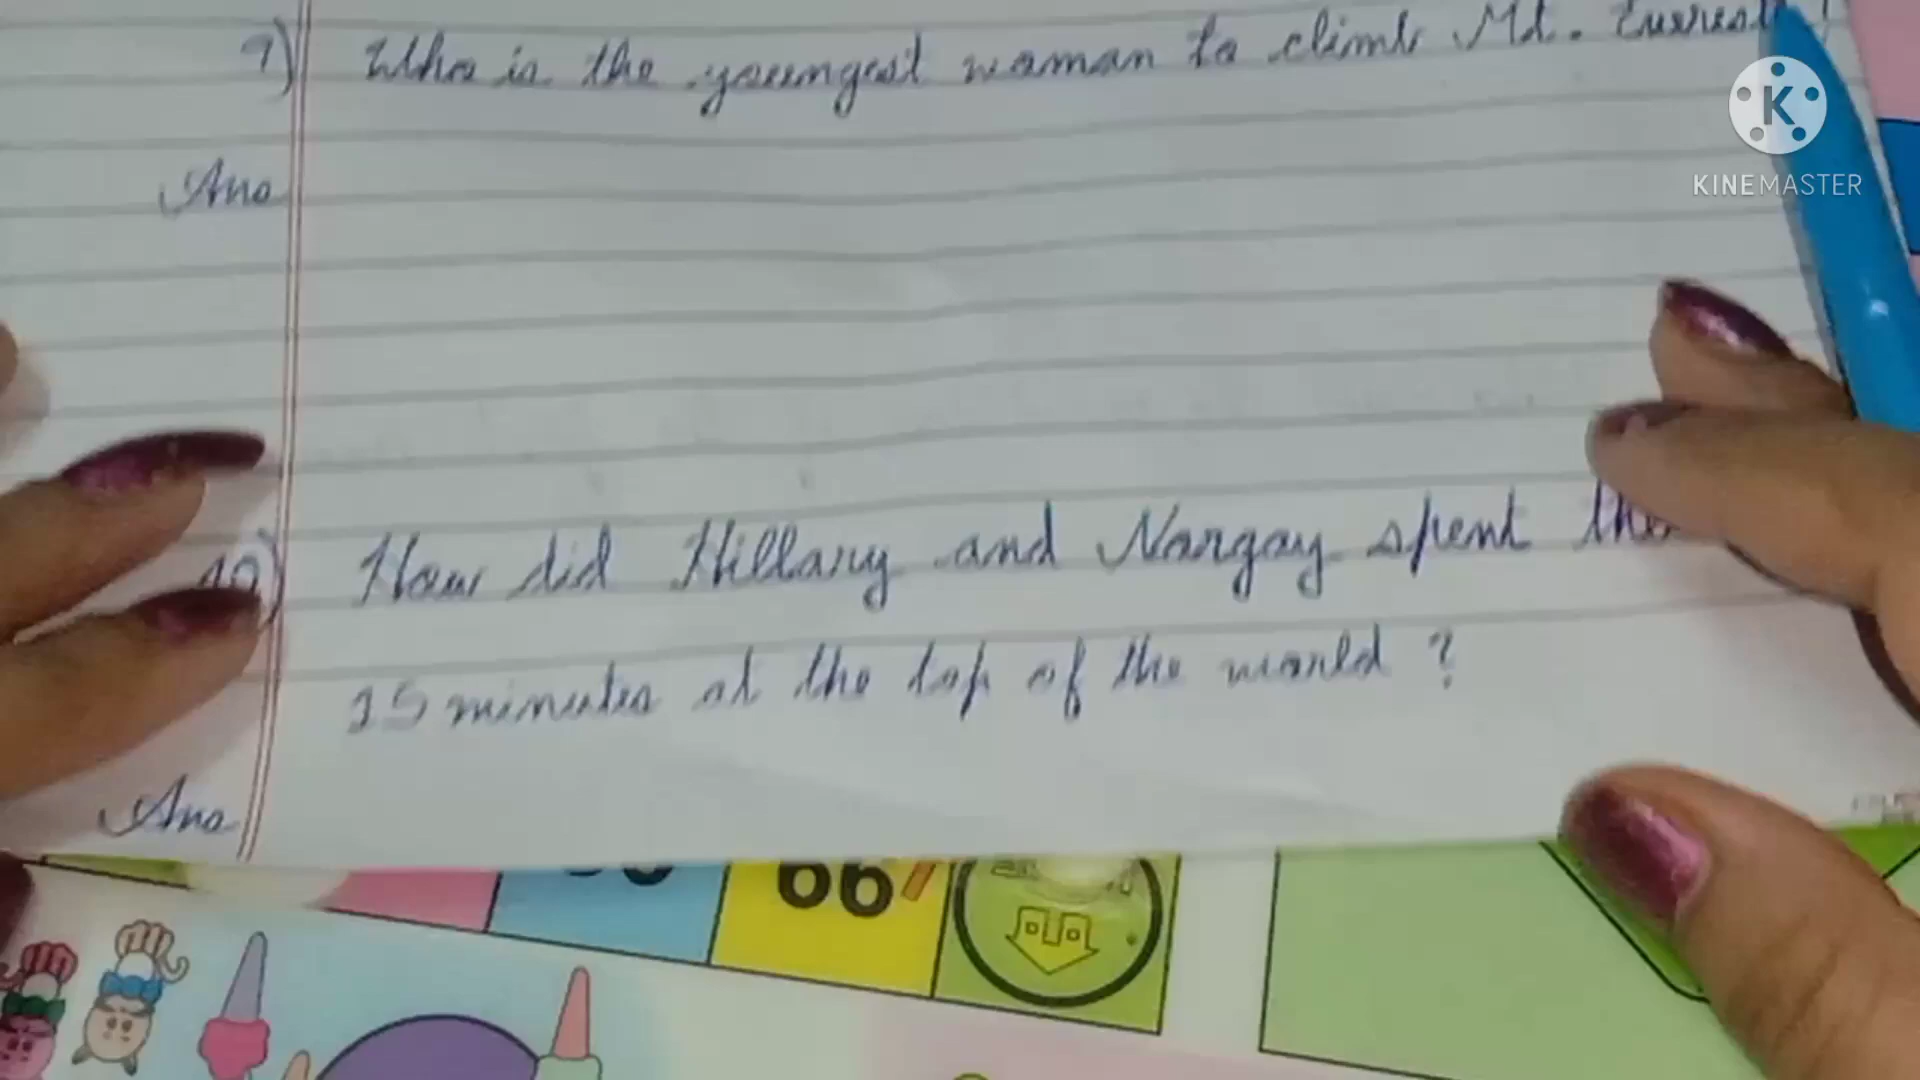 9) Who is the youngest woman to climb Mt. Everest?
KINEMASTER
Ans
10) How did Hillary and Norgay spent the
15 minutes at the top of the world ?
Ans
66